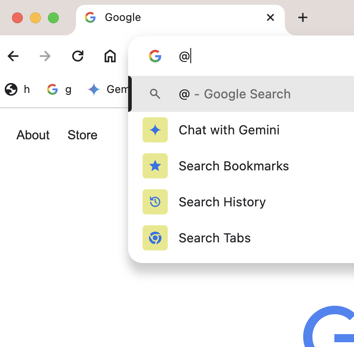 Google
@
h g Gem
@ - Google Search
Chat with Gemini
About Store
Search Bookmarks
Search History
Search Tabs